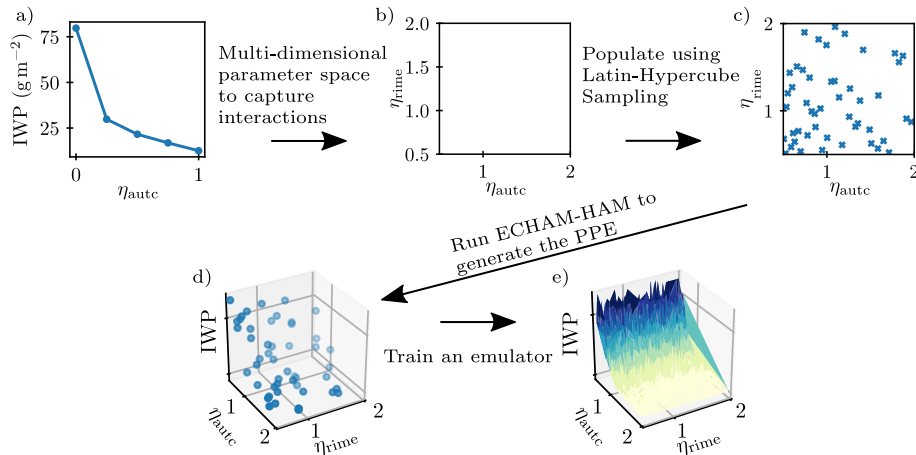 a)
75
50
25
IWP (g m⁻²)
0
1
η_autc
Multi-dimensional
parameter space
to capture
interactions
b)
2.0
1.5
1.0
0.5
η_rime
1
2
η_autc
Populate using
Latin-Hypercube
Sampling
c)
2
1
η_rime
1
2
η_autc
Run ECHAM-HAM to
generate the PPE
d)
IWP
1
2
η_autc
1
2
η_rime
Train an emulator
e)
IWP
1
2
η_autc
1
2
η_rime